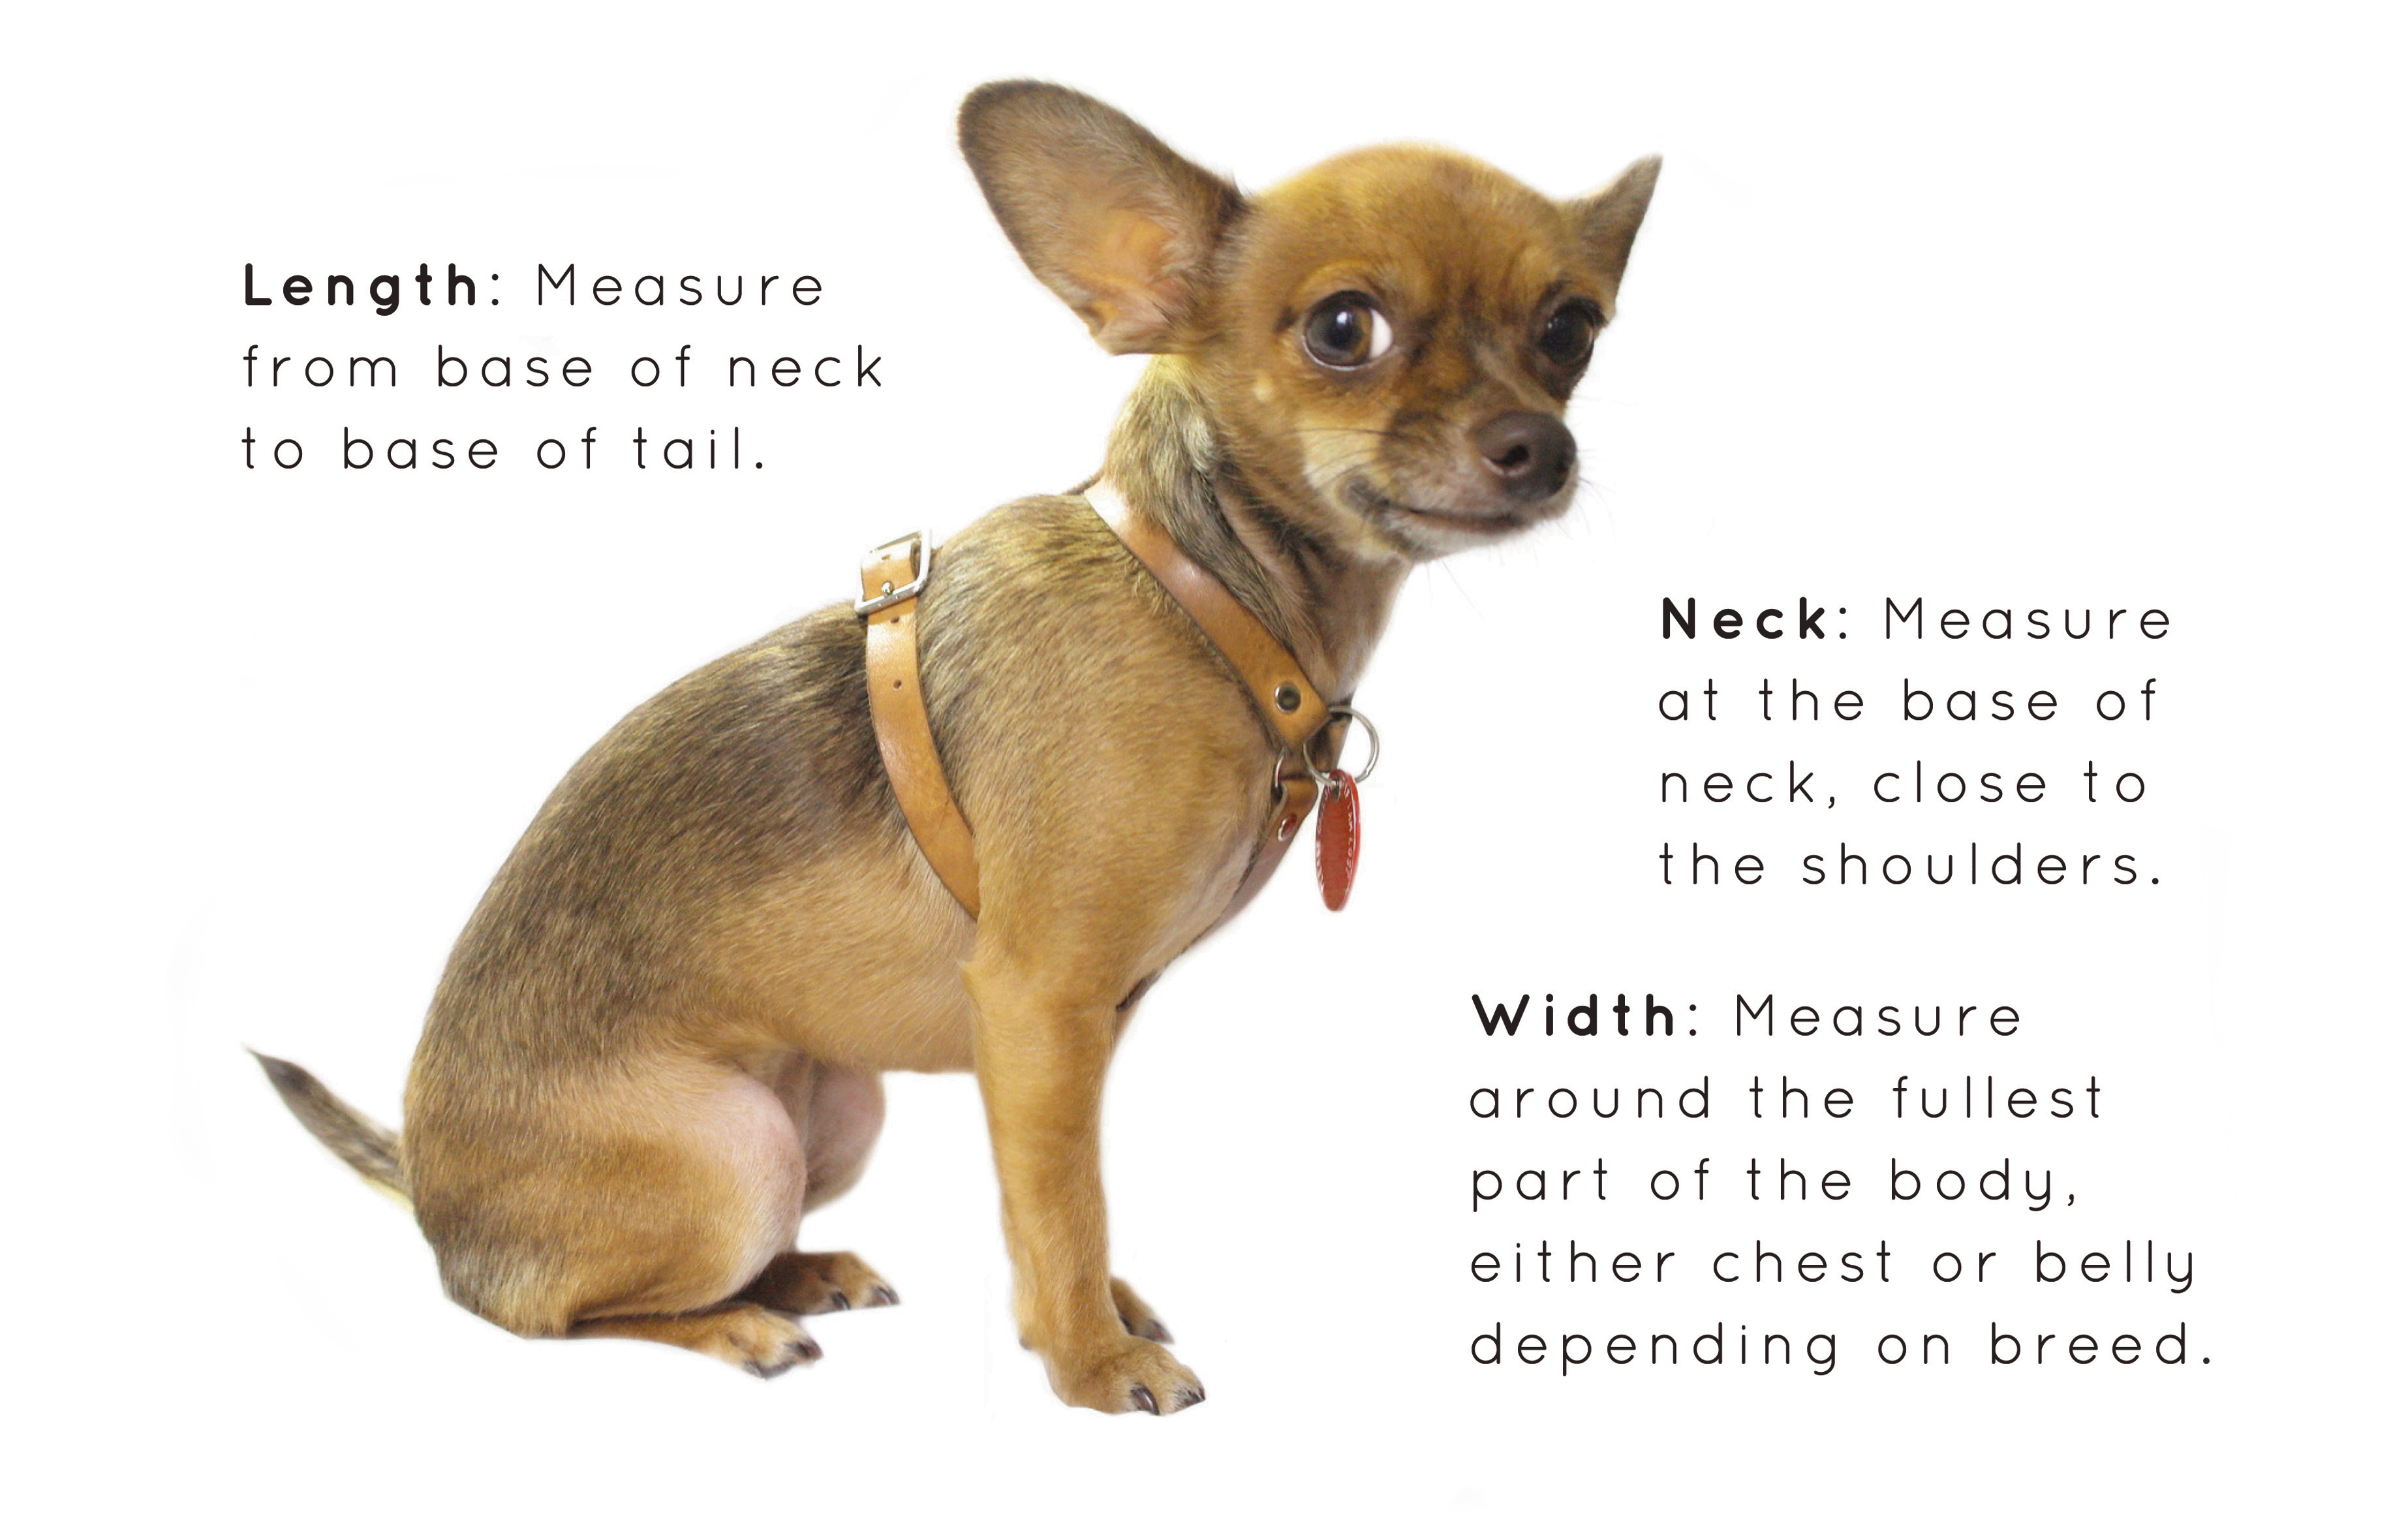 Length: Measure
from base of neck
to base of tail.
Neck: Measure
at the base of
neck, close to
the shoulders.
Width: Measure
around the fullest
part of the body,
either chest or belly
depending on breed.